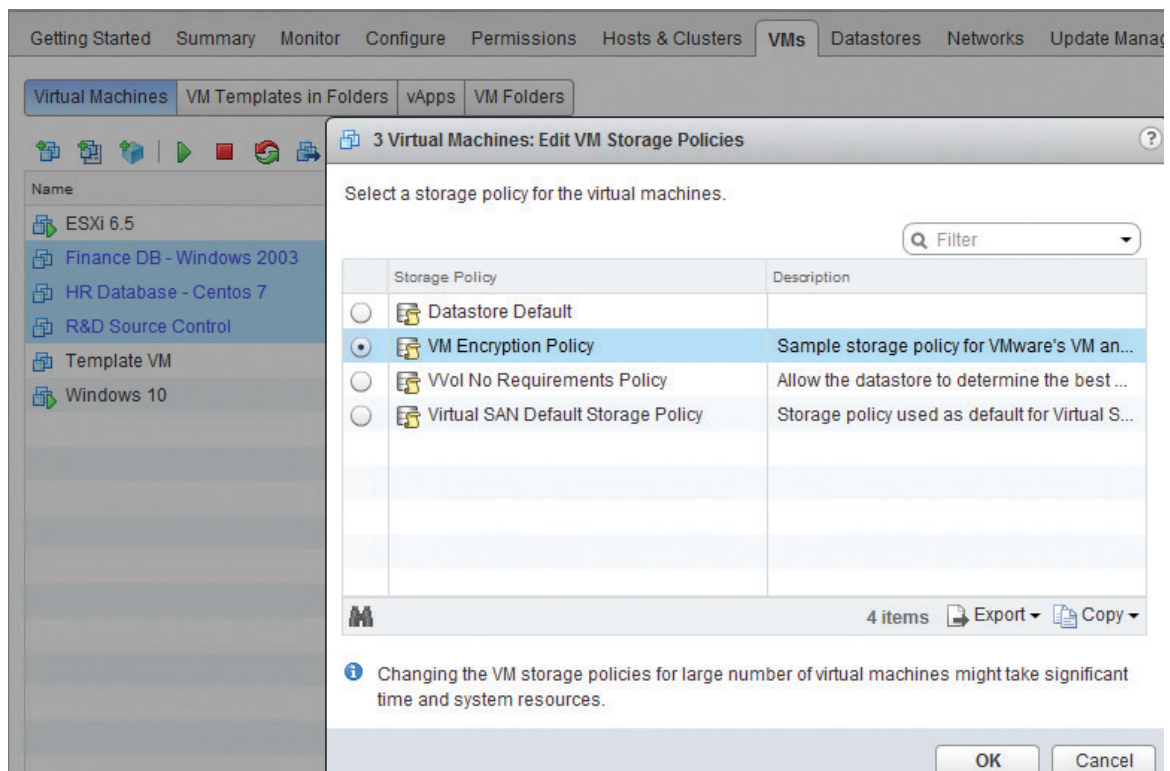 Getting Started Summary Monitor Configure Permissions Hosts & Clusters VMs Datastores Networks Update Manag
Virtual Machines VM Templates in Folders vApps VM Folders
3 Virtual Machines: Edit VM Storage Policies ?
Name
ESXi 6.5
Finance DB - Windows 2003
HR Database - Centos 7
R&D Source Control
Template VM
Windows 10
Select a storage policy for the virtual machines.
Filter
Storage Policy Description
Datastore Default
VM Encryption Policy Sample storage policy for VMware's VM an...
VVol No Requirements Policy Allow the datastore to determine the best ...
Virtual SAN Default Storage Policy Storage policy used as default for Virtual S...
4 items Export Copy
Changing the VM storage policies for large number of virtual machines might take significant
time and system resources.
OK Cancel